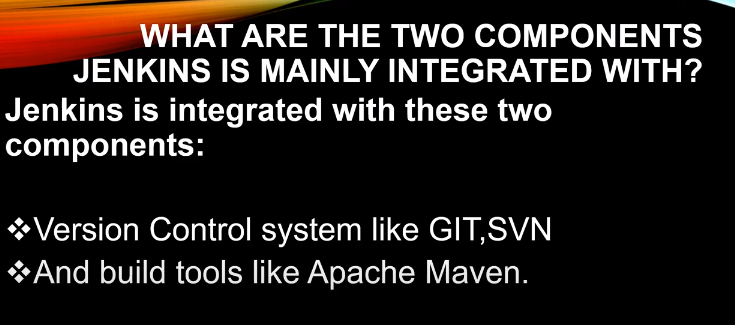 WHAT ARE THE TWO COMPONENTS
JENKINS IS MAINLY INTEGRATED WITH?
Jenkins is integrated with these two
components:
❖Version Control system like GIT,SVN
❖And build tools like Apache Maven.